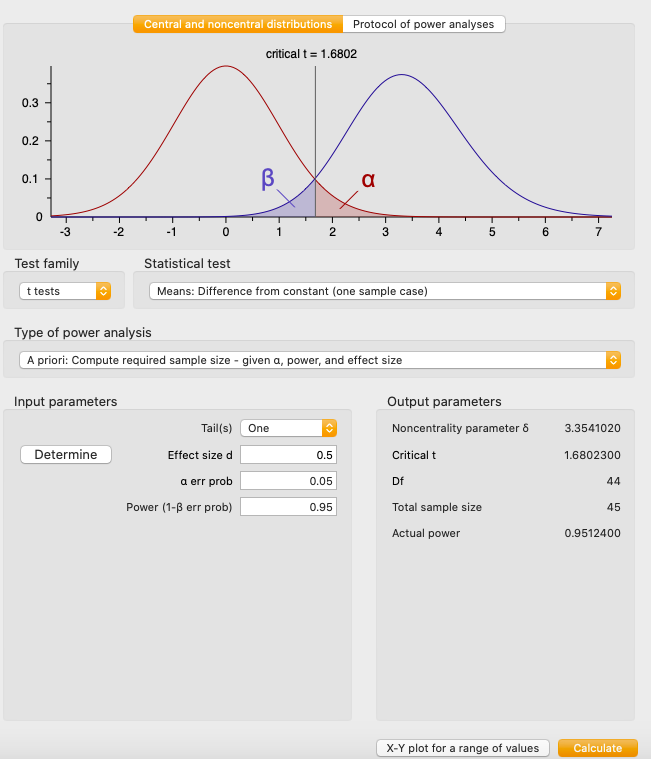 Central and noncentral distributions Protocol of power analyses
critical t = 1.6802
0.3
0.2
β α
0.1
0
-3 -2 -1 0 1 2 3 4 5 6 7
Test family Statistical test
t tests Means: Difference from constant (one sample case)
Type of power analysis
A priori: Compute required sample size - given α, power, and effect size
Input parameters Output parameters
Tail(s) One Noncentrality parameter δ 3.3541020
Determine Effect size d 0.5 Critical t 1.6802300
α err prob 0.05 Df 44
Power (1-β err prob) 0.95 Total sample size 45
Actual power 0.9512400
X-Y plot for a range of values Calculate